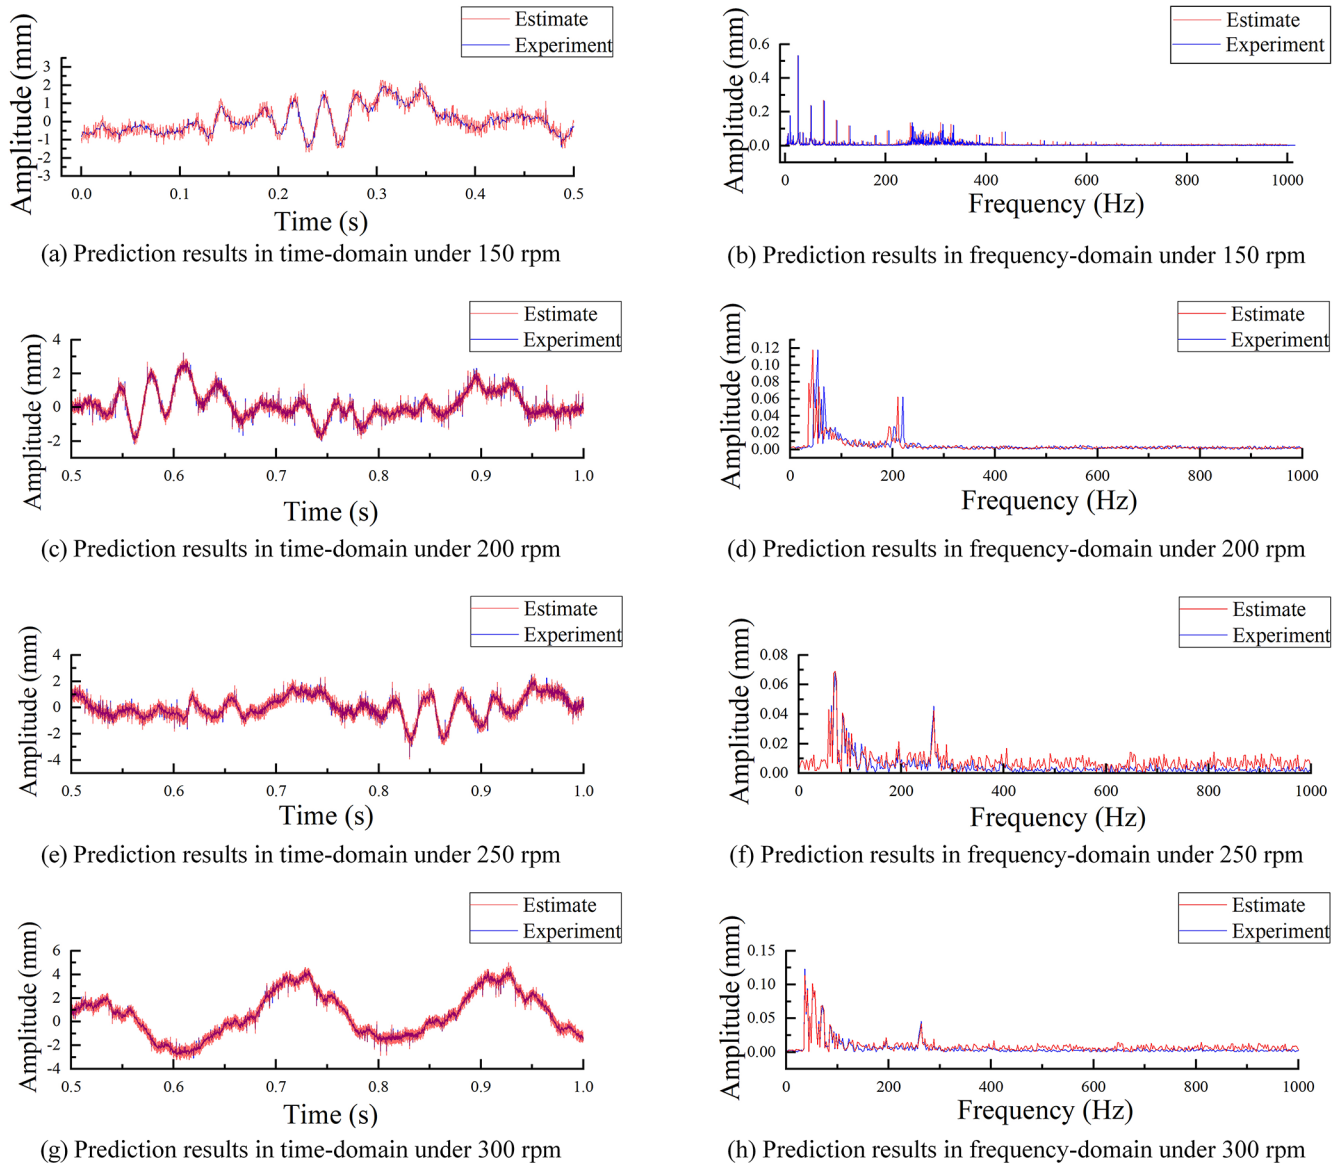 Estimate
Experiment
Amplitude (mm)
3
2
1
0
-1
-2
-3
0.0 0.1 0.2 0.3 0.4 0.5
Time (s)
(a) Prediction results in time-domain under 150 rpm
Estimate
Experiment
Amplitude (mm)
0.6
0.4
0.2
0.0
0 200 400 600 800 1000
Frequency (Hz)
(b) Prediction results in frequency-domain under 150 rpm
Estimate
Experiment
Amplitude (mm)
4
2
0
-2
0.5 0.6 0.7 0.8 0.9 1.0
Time (s)
(c) Prediction results in time-domain under 200 rpm
Estimate
Experiment
Amplitude (mm)
0.12
0.10
0.08
0.06
0.04
0.02
0.00
0 200 400 600 800 1000
Frequency (Hz)
(d) Prediction results in frequency-domain under 200 rpm
Estimate
Experiment
Amplitude (mm)
4
2
0
-2
-4
0.5 0.6 0.7 0.8 0.9 1.0
Time (s)
(e) Prediction results in time-domain under 250 rpm
Estimate
Experiment
Amplitude (mm)
0.08
0.06
0.04
0.02
0.00
0 200 400 600 800 1000
Frequency (Hz)
(f) Prediction results in frequency-domain under 250 rpm
Estimate
Experiment
Amplitude (mm)
6
4
2
0
-2
-4
0.5 0.6 0.7 0.8 0.9 1.0
Time (s)
(g) Prediction results in time-domain under 300 rpm
Estimate
Experiment
Amplitude (mm)
0.15
0.10
0.05
0.00
0 200 400 600 800 1000
Frequency (Hz)
(h) Prediction results in frequency-domain under 300 rpm